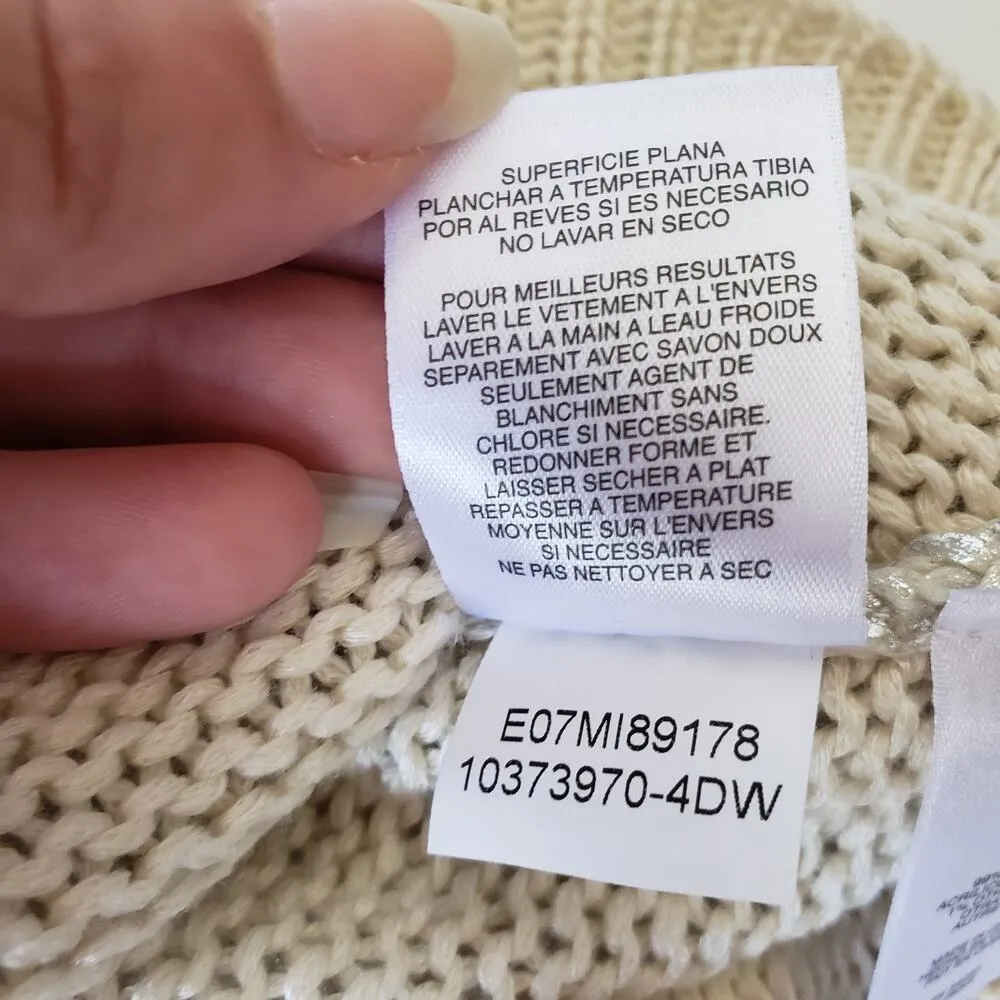 SUPERFICIE PLANA
PLANCHAR A TEMPERATURA TIBIA
POR AL REVES SI ES NECESARIO
NO LAVAR EN SECO
POUR MEILLEURS RESULTATS
LAVER LE VETEMENT A L'ENVERS
LAVER A LA MAIN A LEAU FROIDE
SEPAREMENT AVEC SAVON DOUX
SEULEMENT AGENT DE
BLANCHIMENT SANS
CHLORE SI NECESSAIRE.
REDONNER FORME ET
LAISSER SECHER A PLAT
REPASSER A TEMPERATURE
MOYENNE SUR L'ENVERS
SI NECESSAIRE
NE PAS NETTOYER A SEC
E07MI89178
10373970-4DW